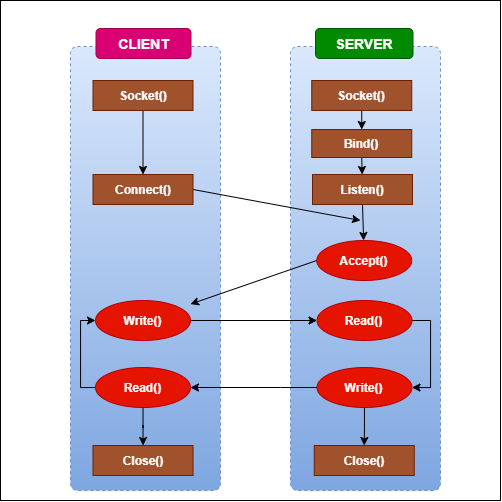 CLIENT
SERVER
Socket()
Socket()
Bind()
Connect()
Listen()
Accept()
Write()
Read()
Read()
Write()
Close()
Close()